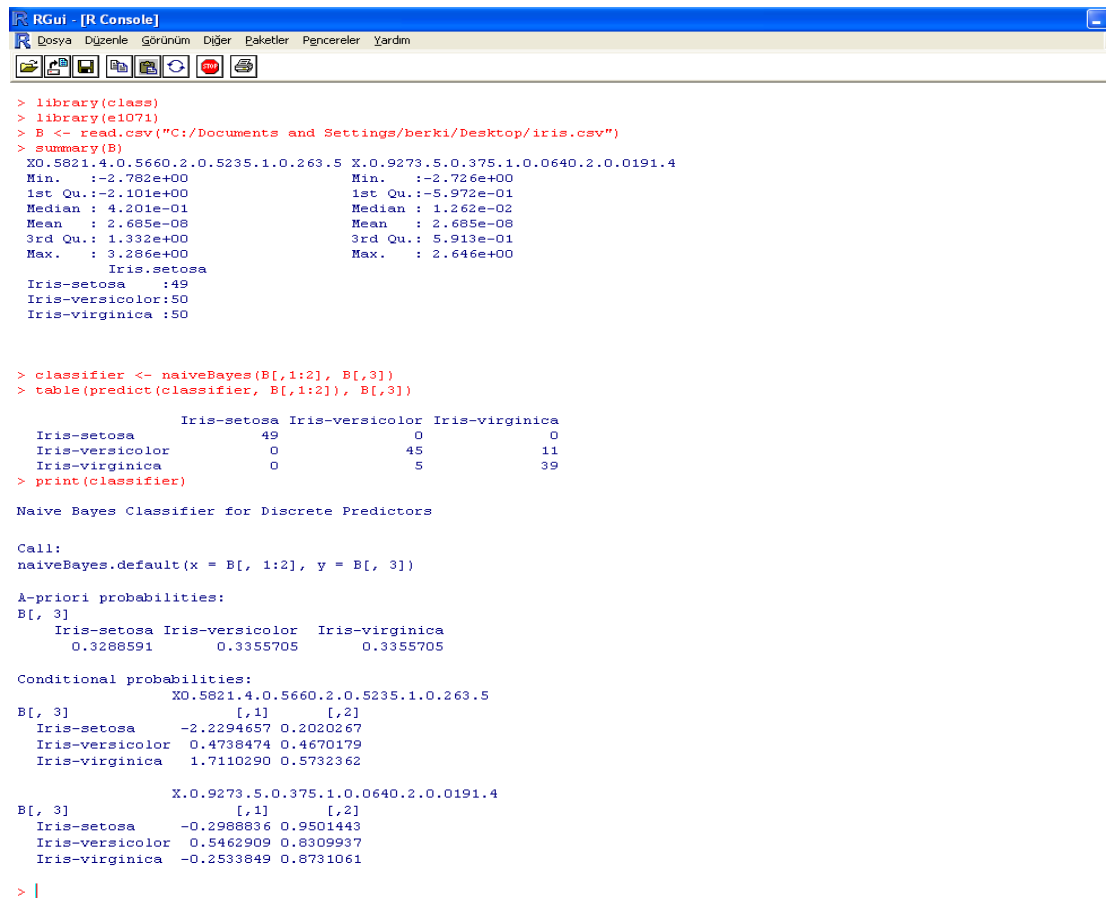 RGui - [R Console]
Dosya Düzenle Görünüm Diğer Paketler Pencereler Yardım
STOP
> library(class)
> library(e1071)
> B <- read.csv("C:/Documents and Settings/berki/Desktop/iris.csv")
> summary(B)
X0.5821.4.0.5660.2.0.5235.1.0.263.5 X.0.9273.5.0.375.1.0.0640.2.0.0191.4
Min. :-2.782e+00 Min. :-2.726e+00
1st Qu.:-2.101e+00 1st Qu.:-5.972e-01
Median : 4.201e-01 Median : 1.262e-02
Mean : 2.685e-08 Mean : 2.685e-08
3rd Qu.: 1.332e+00 3rd Qu.: 5.913e-01
Max. : 3.286e+00 Max. : 2.646e+00
Iris.setosa
Iris-setosa :49
Iris-versicolor:50
Iris-virginica :50
> classifier <- naiveBayes(B[,1:2], B[,3])
> table(predict(classifier, B[,1:2]), B[,3])
Iris-setosa Iris-versicolor Iris-virginica
Iris-setosa 49 0 0
Iris-versicolor 0 45 11
Iris-virginica 0 5 39
> print(classifier)
Naive Bayes Classifier for Discrete Predictors
Call:
naiveBayes.default(x = B[, 1:2], y = B[, 3])
A-priori probabilities:
B[, 3]
Iris-setosa Iris-versicolor Iris-virginica
0.3288591 0.3355705 0.3355705
Conditional probabilities:
X0.5821.4.0.5660.2.0.5235.1.0.263.5
B[, 3] [,1] [,2]
Iris-setosa -2.2294657 0.2020267
Iris-versicolor 0.4738474 0.4670179
Iris-virginica 1.7110290 0.5732362
X.0.9273.5.0.375.1.0.0640.2.0.0191.4
B[, 3] [,1] [,2]
Iris-setosa -0.2988836 0.9501443
Iris-versicolor 0.5462909 0.8309937
Iris-virginica -0.2533849 0.8731061
>